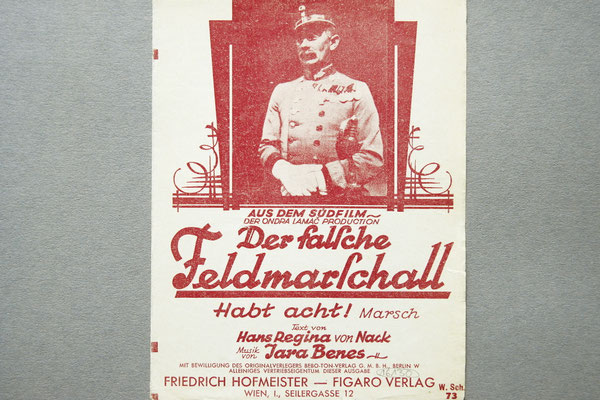 AUS DEM SÜDFILM
DER ONDRA LAMAČ PRODUCTION
Der falſche
Feldmarſchall
Habt acht! Marsch
Text von
Hans Regina von Nack
Musik von Jara Benes
MIT BEWILLIGUNG DES ORIGINALVERLEGERS BEBO-TON-VERLAG G. M. B. H., BERLIN W
ALLEINIGES VERTRIEBSEIGENTUM DIESER AUSGABE
FRIEDRICH HOFMEISTER — FIGARO VERLAG
WIEN, I., SEILERGASSE 12
W. Sch.
73